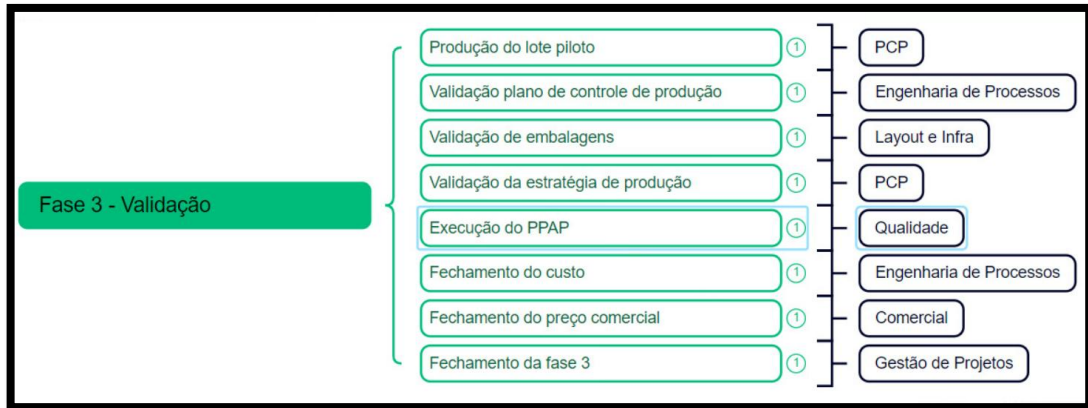 Fase 3 - Validação
Produção do lote piloto 1 PCP
Validação plano de controle de produção 1 Engenharia de Processos
Validação de embalagens 1 Layout e Infra
Validação da estratégia de produção 1 PCP
Execução do PPAP 1 Qualidade
Fechamento do custo 1 Engenharia de Processos
Fechamento do preço comercial 1 Comercial
Fechamento da fase 3 1 Gestão de Projetos